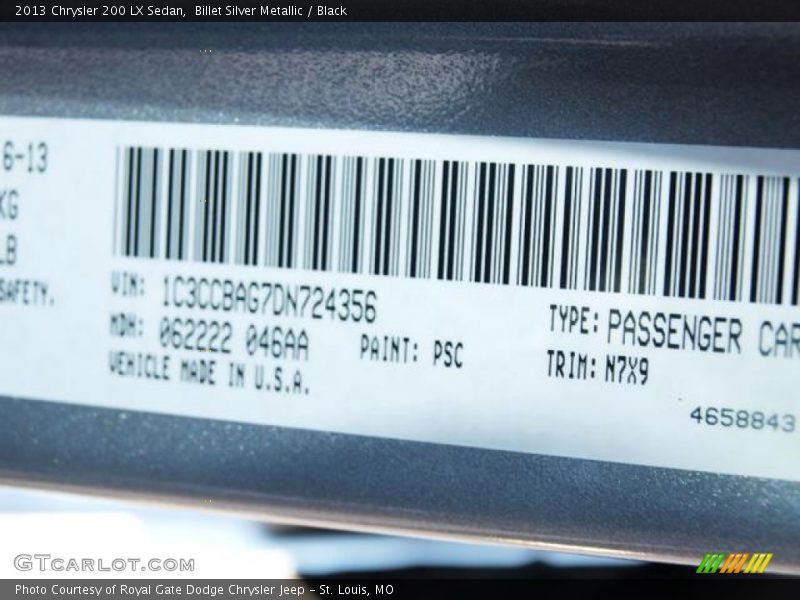 2013 Chrysler 200 LX Sedan, Billet Silver Metallic / Black
6-13
KG
LB
SAFETY.
VIN: 1C3CCBAG7DN724356
MDH: 062222 046AA
PAINT: PSC
VEHICLE MADE IN U.S.A.
TYPE: PASSENGER CAR
TRIM: N7X9
4658843
GTCARLOT.COM
Photo Courtesy of Royal Gate Dodge Chrysler Jeep – St. Louis, MO